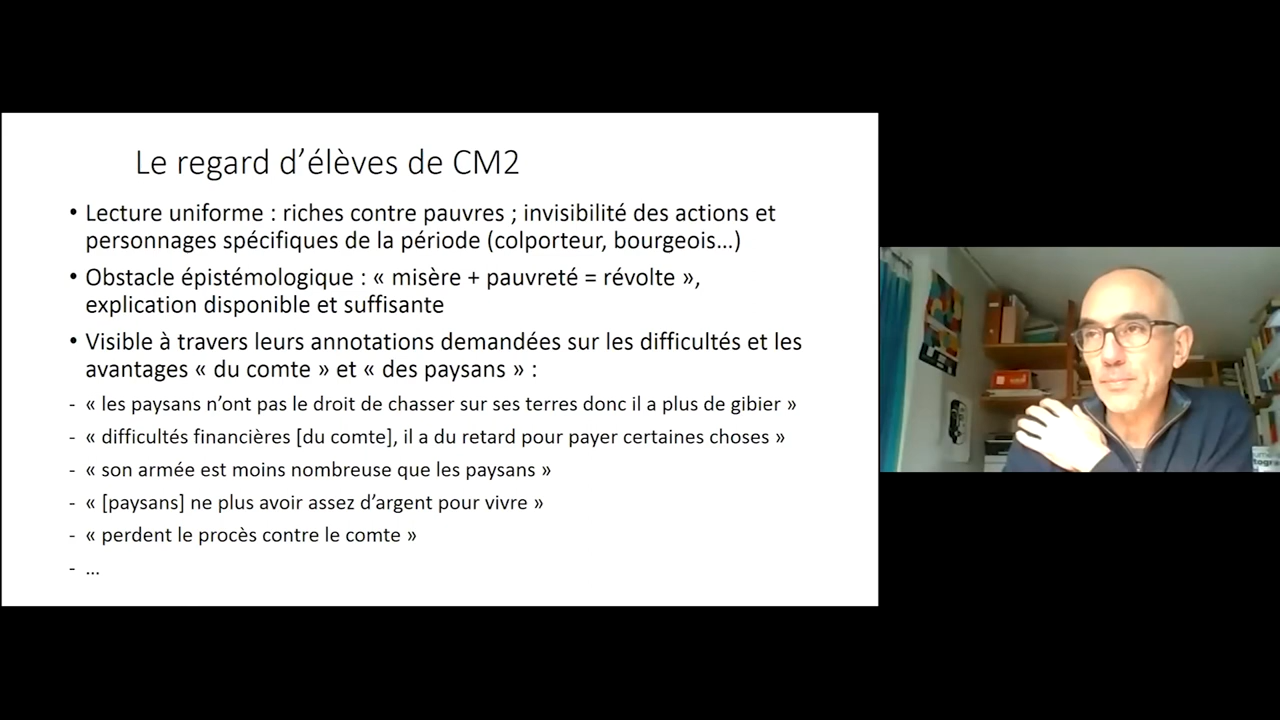 Le regard d’élèves de CM2
• Lecture uniforme : riches contre pauvres ; invisibilité des actions et
personnages spécifiques de la période (colporteur, bourgeois...)
• Obstacle épistémologique : « misère + pauvreté = révolte »,
explication disponible et suffisante
• Visible à travers leurs annotations demandées sur les difficultés et les
avantages « du comte » et « des paysans » :
- « les paysans n’ont pas le droit de chasser sur ses terres donc il a plus de gibier »
- « difficultés financières [du comte], il a du retard pour payer certaines choses »
- « son armée est moins nombreuse que les paysans »
- « [paysans] ne plus avoir assez d’argent pour vivre »
- « perdent le procès contre le comte »
- ...